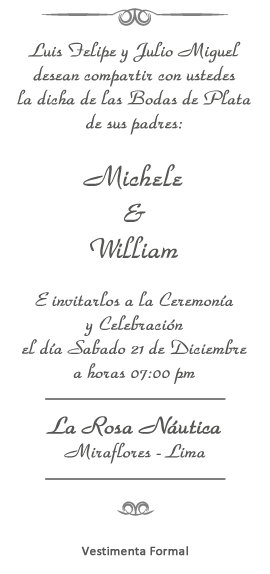 Luis Felipe y Julio Miguel
desean compartir con ustedes
la dicha de las Bodas de Plata
de sus padres:
Michele
&
William
E invitarlos a la Ceremonía
y Celebración
el día Sabado 21 de Diciembre
a horas 07:00 pm
La Rosa Náutica
Miraflores - Lima
Vestimenta Formal